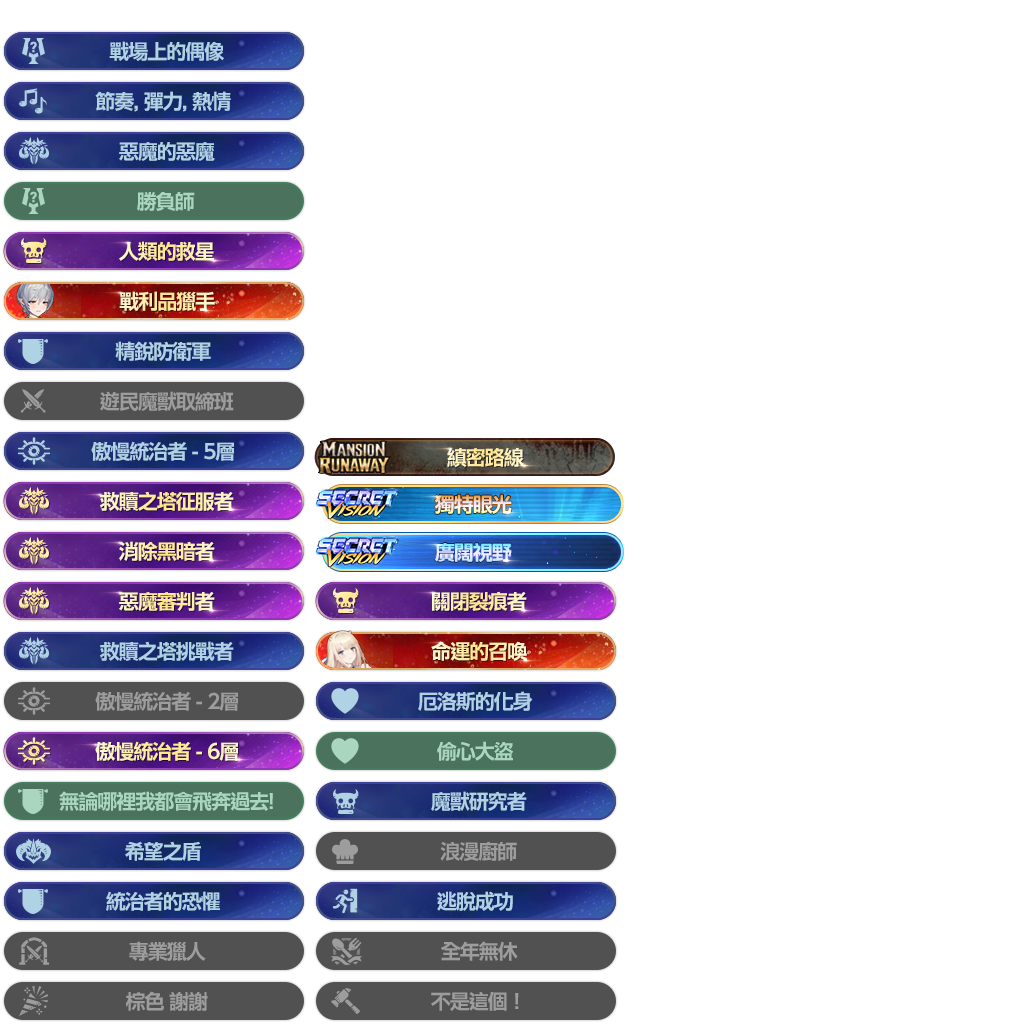 戰場上的偶像
節奏, 彈力, 熱情
惡魔的惡魔
勝負師
人類的救星
戰利品獵手
精銳防衛軍
遊民魔獸取締班
傲慢統治者 - 5層
救贖之塔征服者
消除黑暗者
惡魔審判者
救贖之塔挑戰者
傲慢統治者 - 2層
傲慢統治者 - 6層
無論哪裡我都會飛奔過去!
希望之盾
統治者的恐懼
專業獵人
棕色 謝謝
MANSION
RUNAWAY
縝密路線
SECRET
VISION
獨特眼光
SECRET
VISION
廣闊視野
關閉裂痕者
命運的召喚
厄洛斯的化身
偷心大盜
魔獸研究者
浪漫廚師
逃脫成功
全年無休
不是這個！